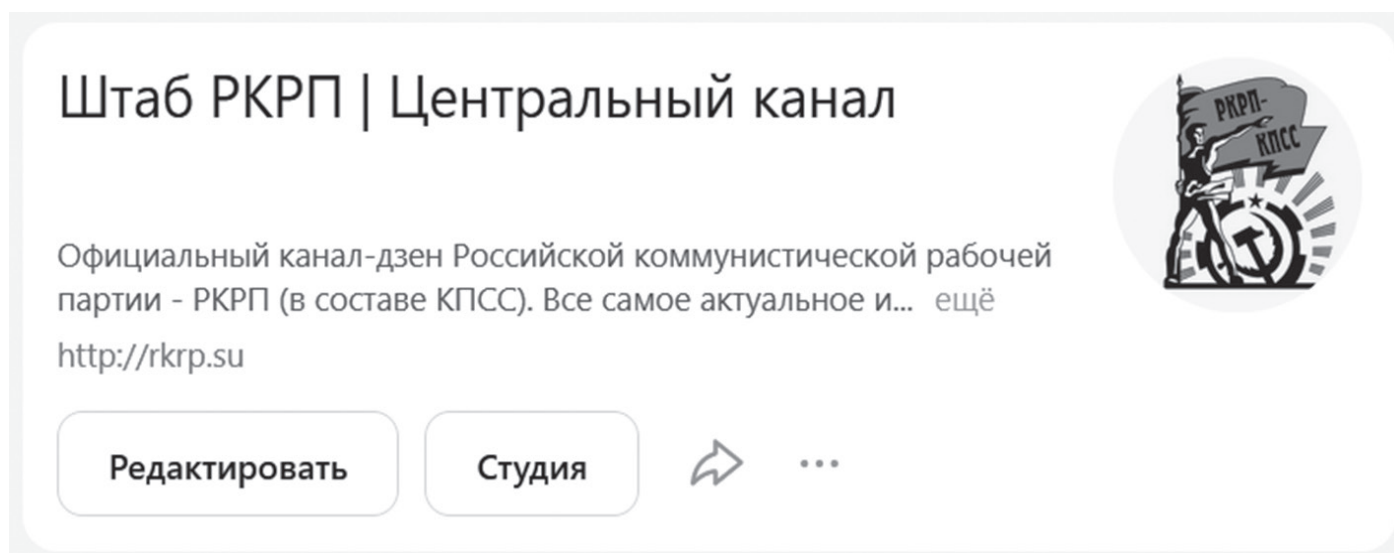 Штаб РКРП | Центральный канал
РКРП-
КПСС
Официальный канал-дзен Российской коммунистической рабочей
партии - РКРП (в составе КПСС). Все самое актуальное и... ещё
http://rkrp.su
Редактировать
Студия